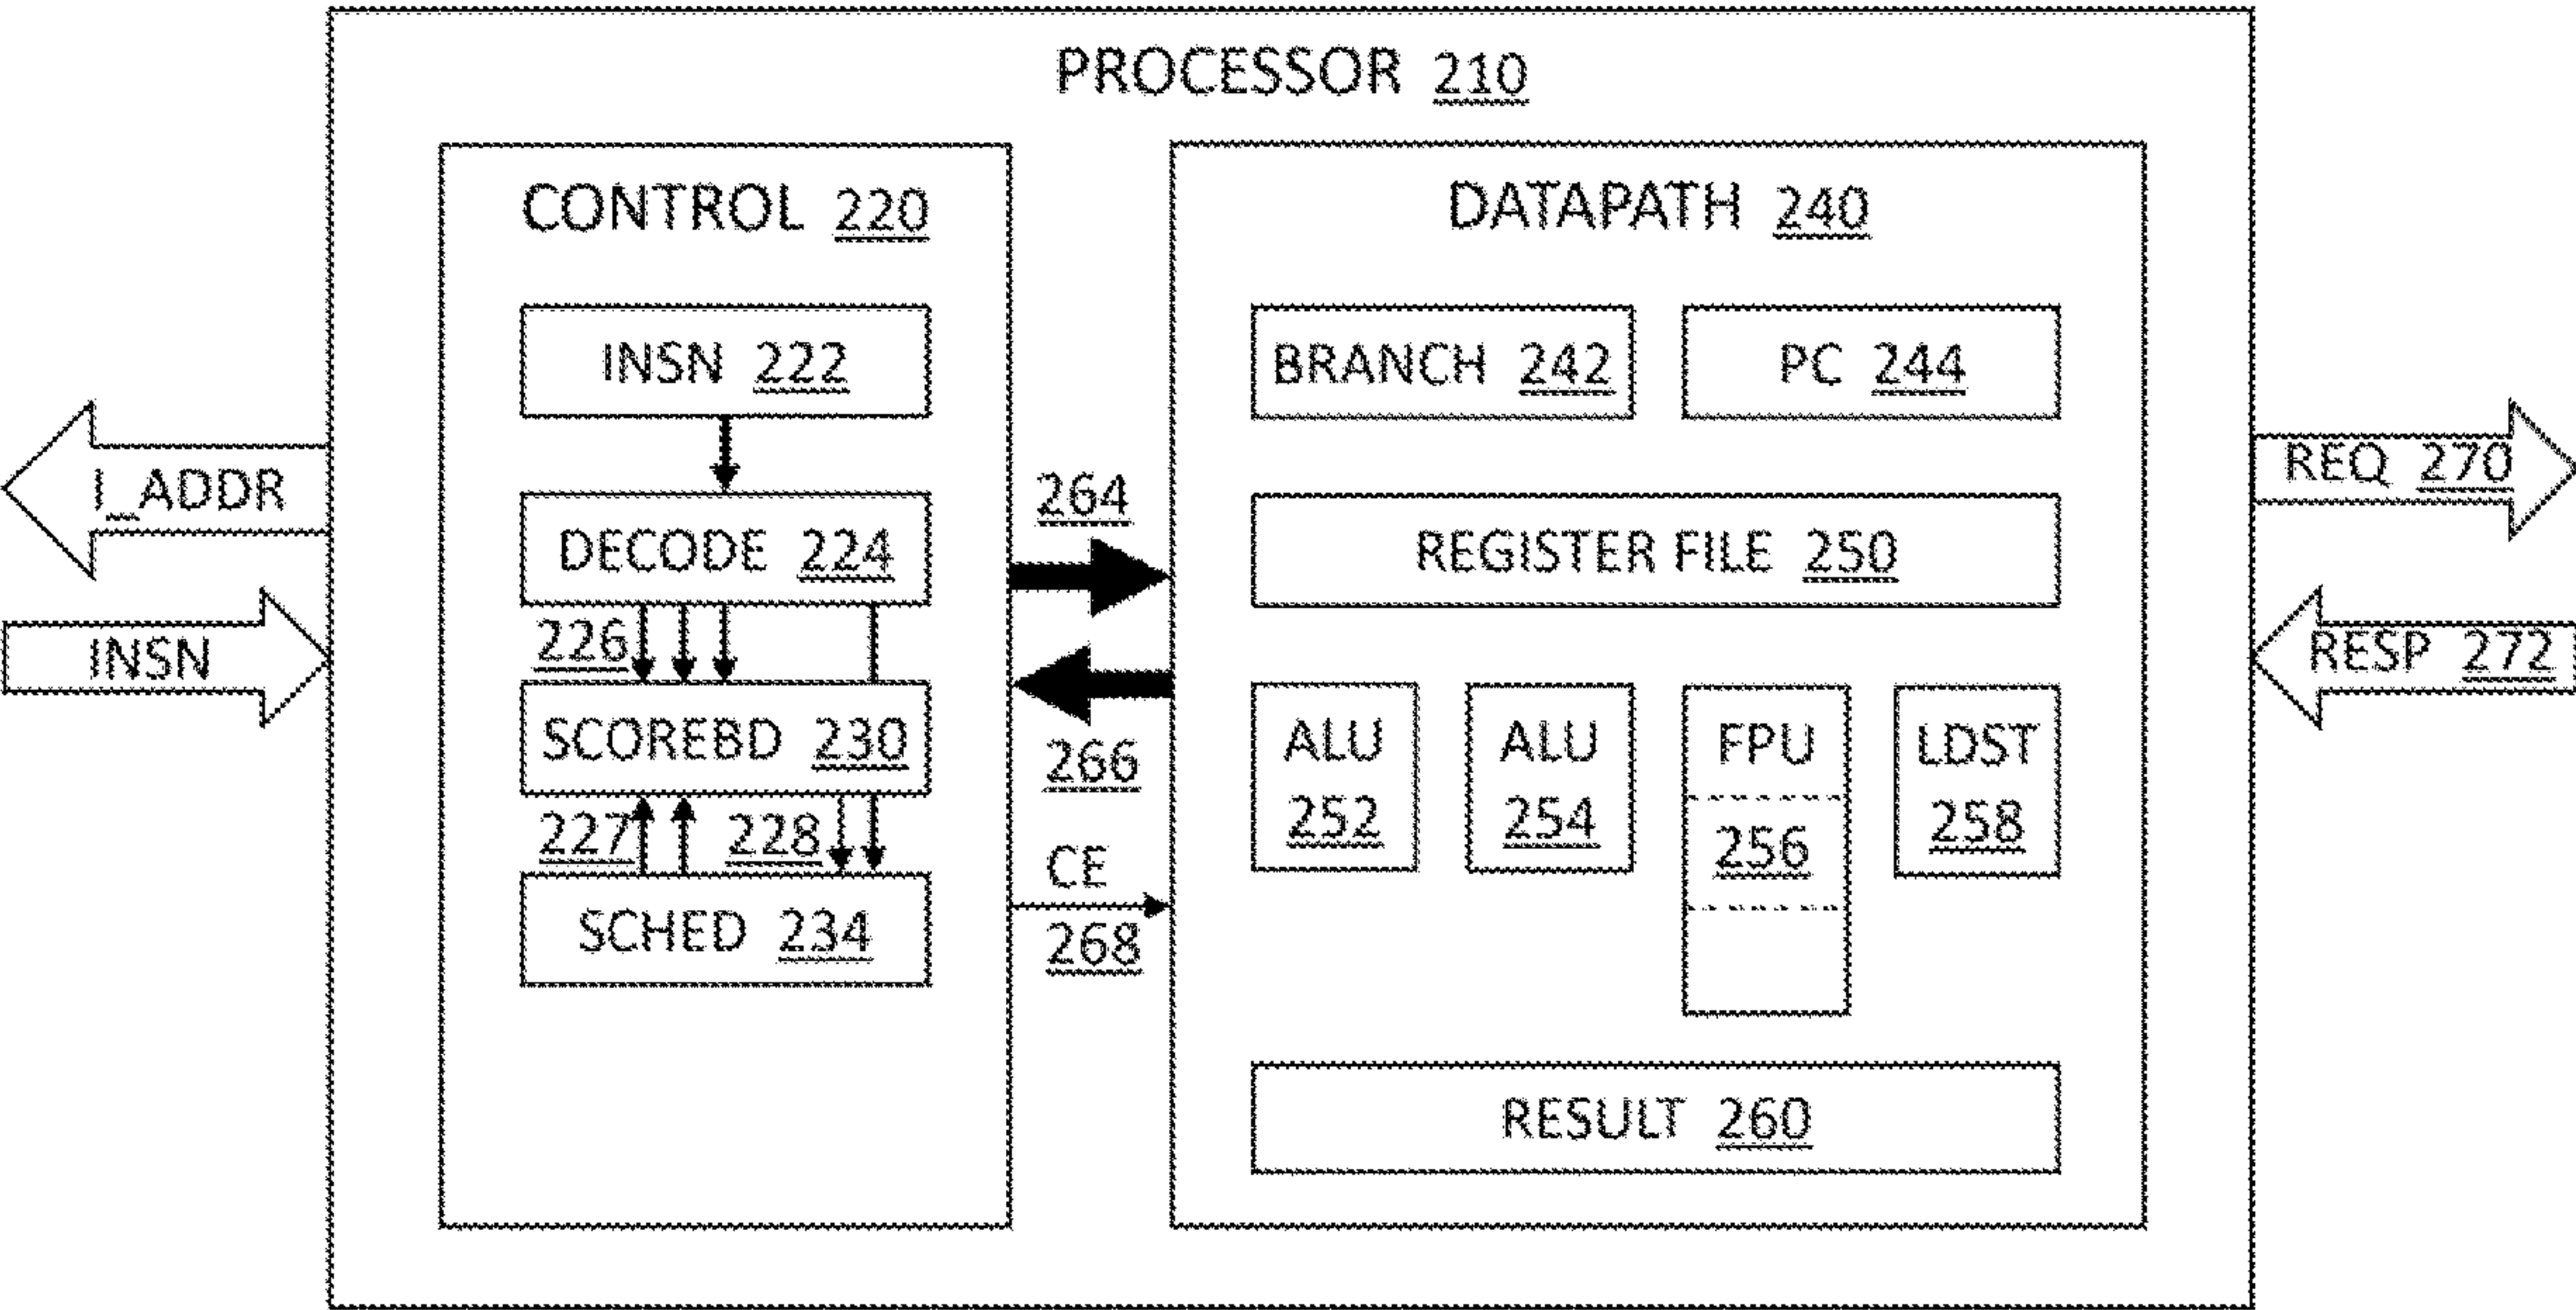 PROCESSOR 210
CONTROL 220
INSN 222
DECODE 224
226
SCOREBD 230
227
228
SCHED 234
I_ADDR
INSN
264
266
CE
268
DATAPATH 240
BRANCH 242
PC 244
REGISTER FILE 250
ALU
252
ALU
254
FPU
256
LDST
258
RESULT 260
REQ 270
RESP 272